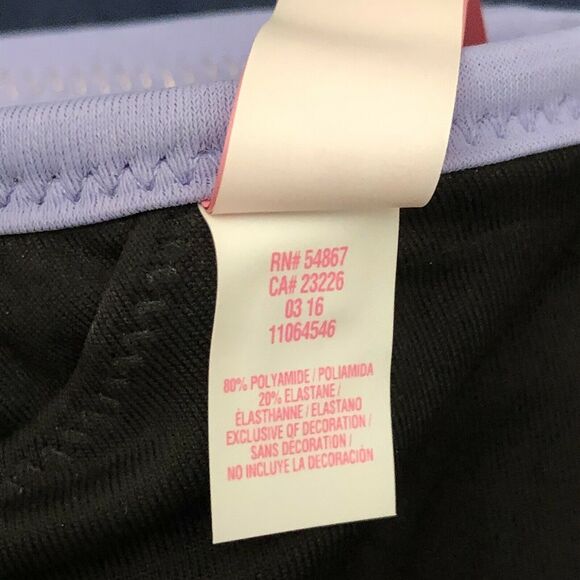 RN# 54867
CA# 23226
03 16
11064546
80% POLYAMIDE / POLIAMIDA
20% ELASTANE /
ÉLASTHANNE / ELASTANO
EXCLUSIVE OF DECORATION /
SANS DÉCORATION /
NO INCLUYE LA DECORACIÓN